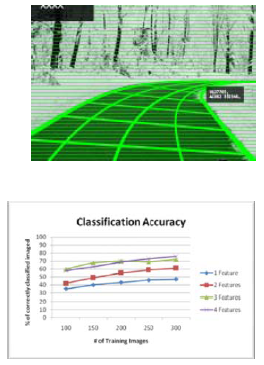 XXXX
Classification Accuracy
% of correctly classified images
100
90
80
70
60
50
40
30
20
10
0
100 150 200 250 300
# of Training Images
1 Feature
2 Features
3 Features
4 Features